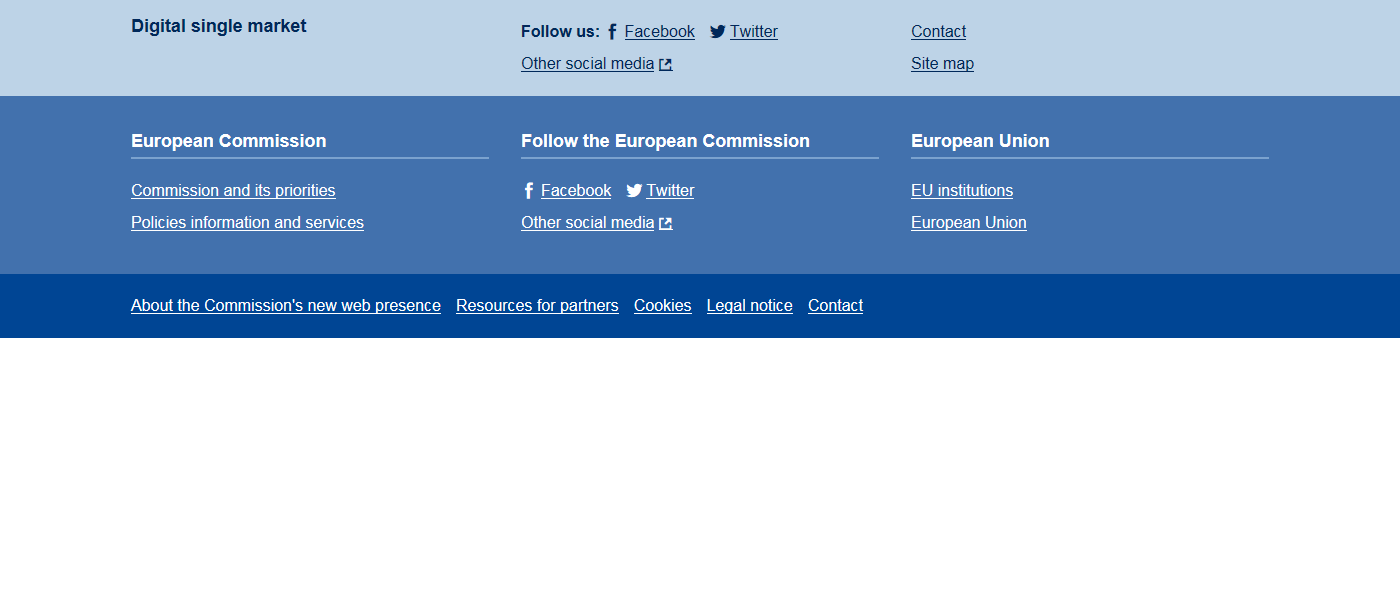 Digital single market
Follow us: Facebook Twitter
Other social media
Contact
Site map
European Commission
Commission and its priorities
Policies information and services
Follow the European Commission
Facebook Twitter
Other social media
European Union
EU institutions
European Union
About the Commission's new web presence Resources for partners Cookies Legal notice Contact